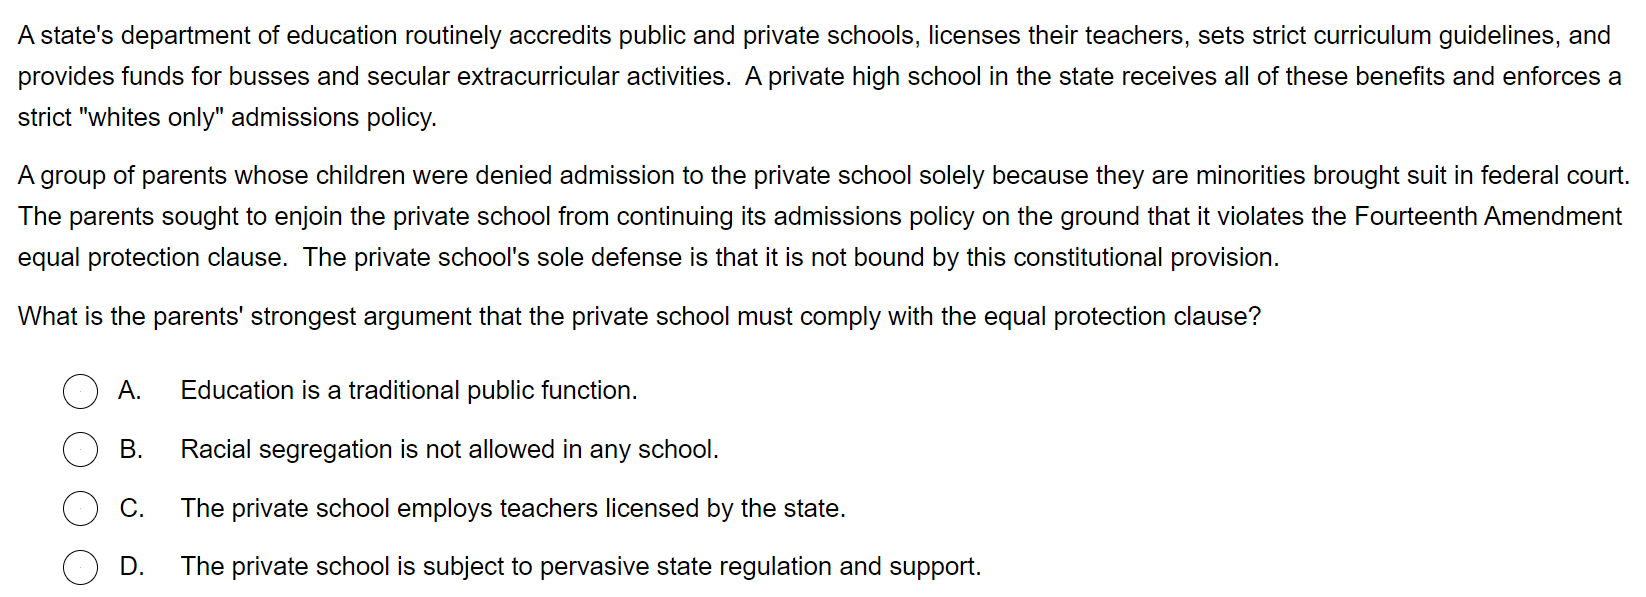 A state's department of education routinely accredits public and private schools, licenses their teachers, sets strict curriculum guidelines, and
provides funds for busses and secular extracurricular activities.  A private high school in the state receives all of these benefits and enforces a
strict "whites only" admissions policy.
A group of parents whose children were denied admission to the private school solely because they are minorities brought suit in federal court.
The parents sought to enjoin the private school from continuing its admissions policy on the ground that it violates the Fourteenth Amendment
equal protection clause.  The private school's sole defense is that it is not bound by this constitutional provision.
What is the parents' strongest argument that the private school must comply with the equal protection clause?
A. Education is a traditional public function.
B. Racial segregation is not allowed in any school.
C. The private school employs teachers licensed by the state.
D. The private school is subject to pervasive state regulation and support.